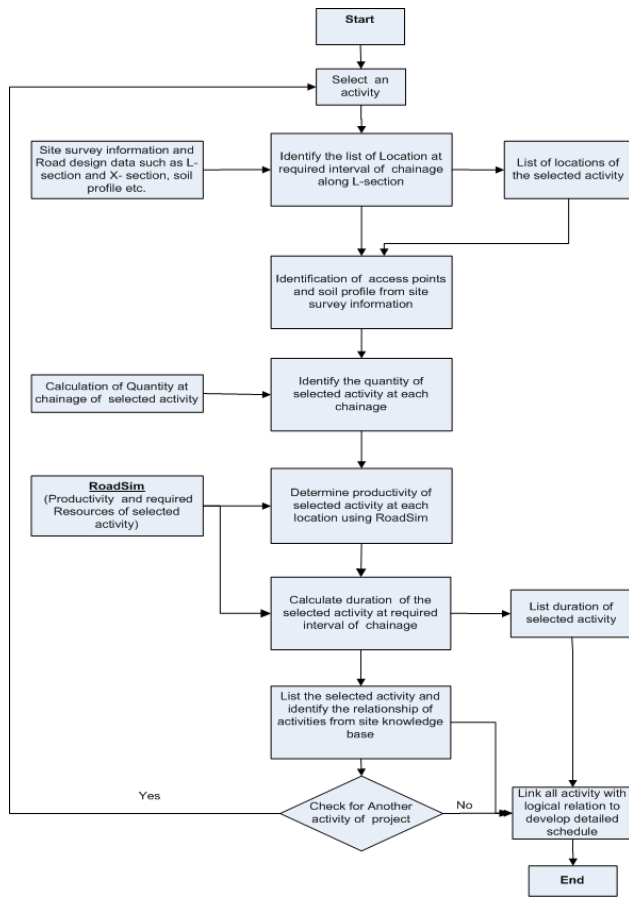 Start
Select an
activity
Site survey information and
Road design data such as L-
section and X- section, soil
profile etc.
Identify the list of Location at
required interval of chainage
along L-section
List of locations of
the selected activity
Identification of access points
and soil profile from site
survey information
Calculation of Quantity at
chainage of selected activity
Identify the quantity of
selected activity at each
chainage
RoadSim
(Productivity and required
Resources of selected
activity)
Determine productivity of
selected activity at each
location using RoadSim
Calculate duration of the
selected activity at required
interval of chainage
List duration of
selected activity
List the selected activity and
identify the relationship of
activities from site knowledge
base
Yes
Check for Another
activity of project
No
Link all activity with
logical relation to
develop detailed
schedule
End